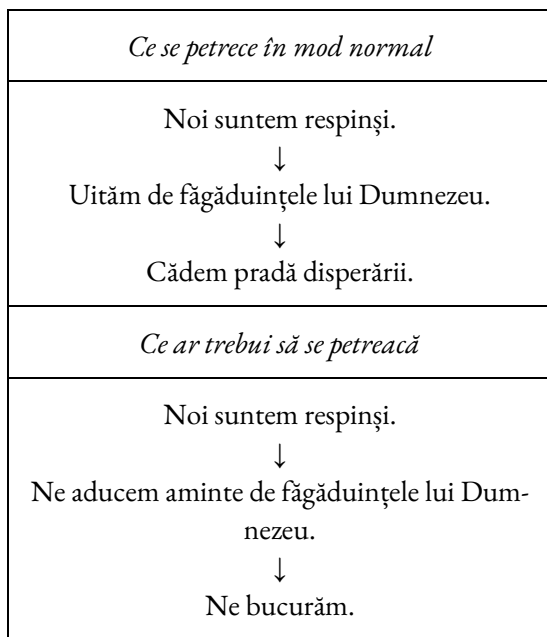 Ce se petrece în mod normal
Noi suntem respinși.
↓
Uităm de făgăduințele lui Dumnezeu.
↓
Cădem pradă disperării.
Ce ar trebui să se petreacă
Noi suntem respinși.
↓
Ne aducem aminte de făgăduințele lui Dum-
nezeu.
↓
Ne bucurăm.